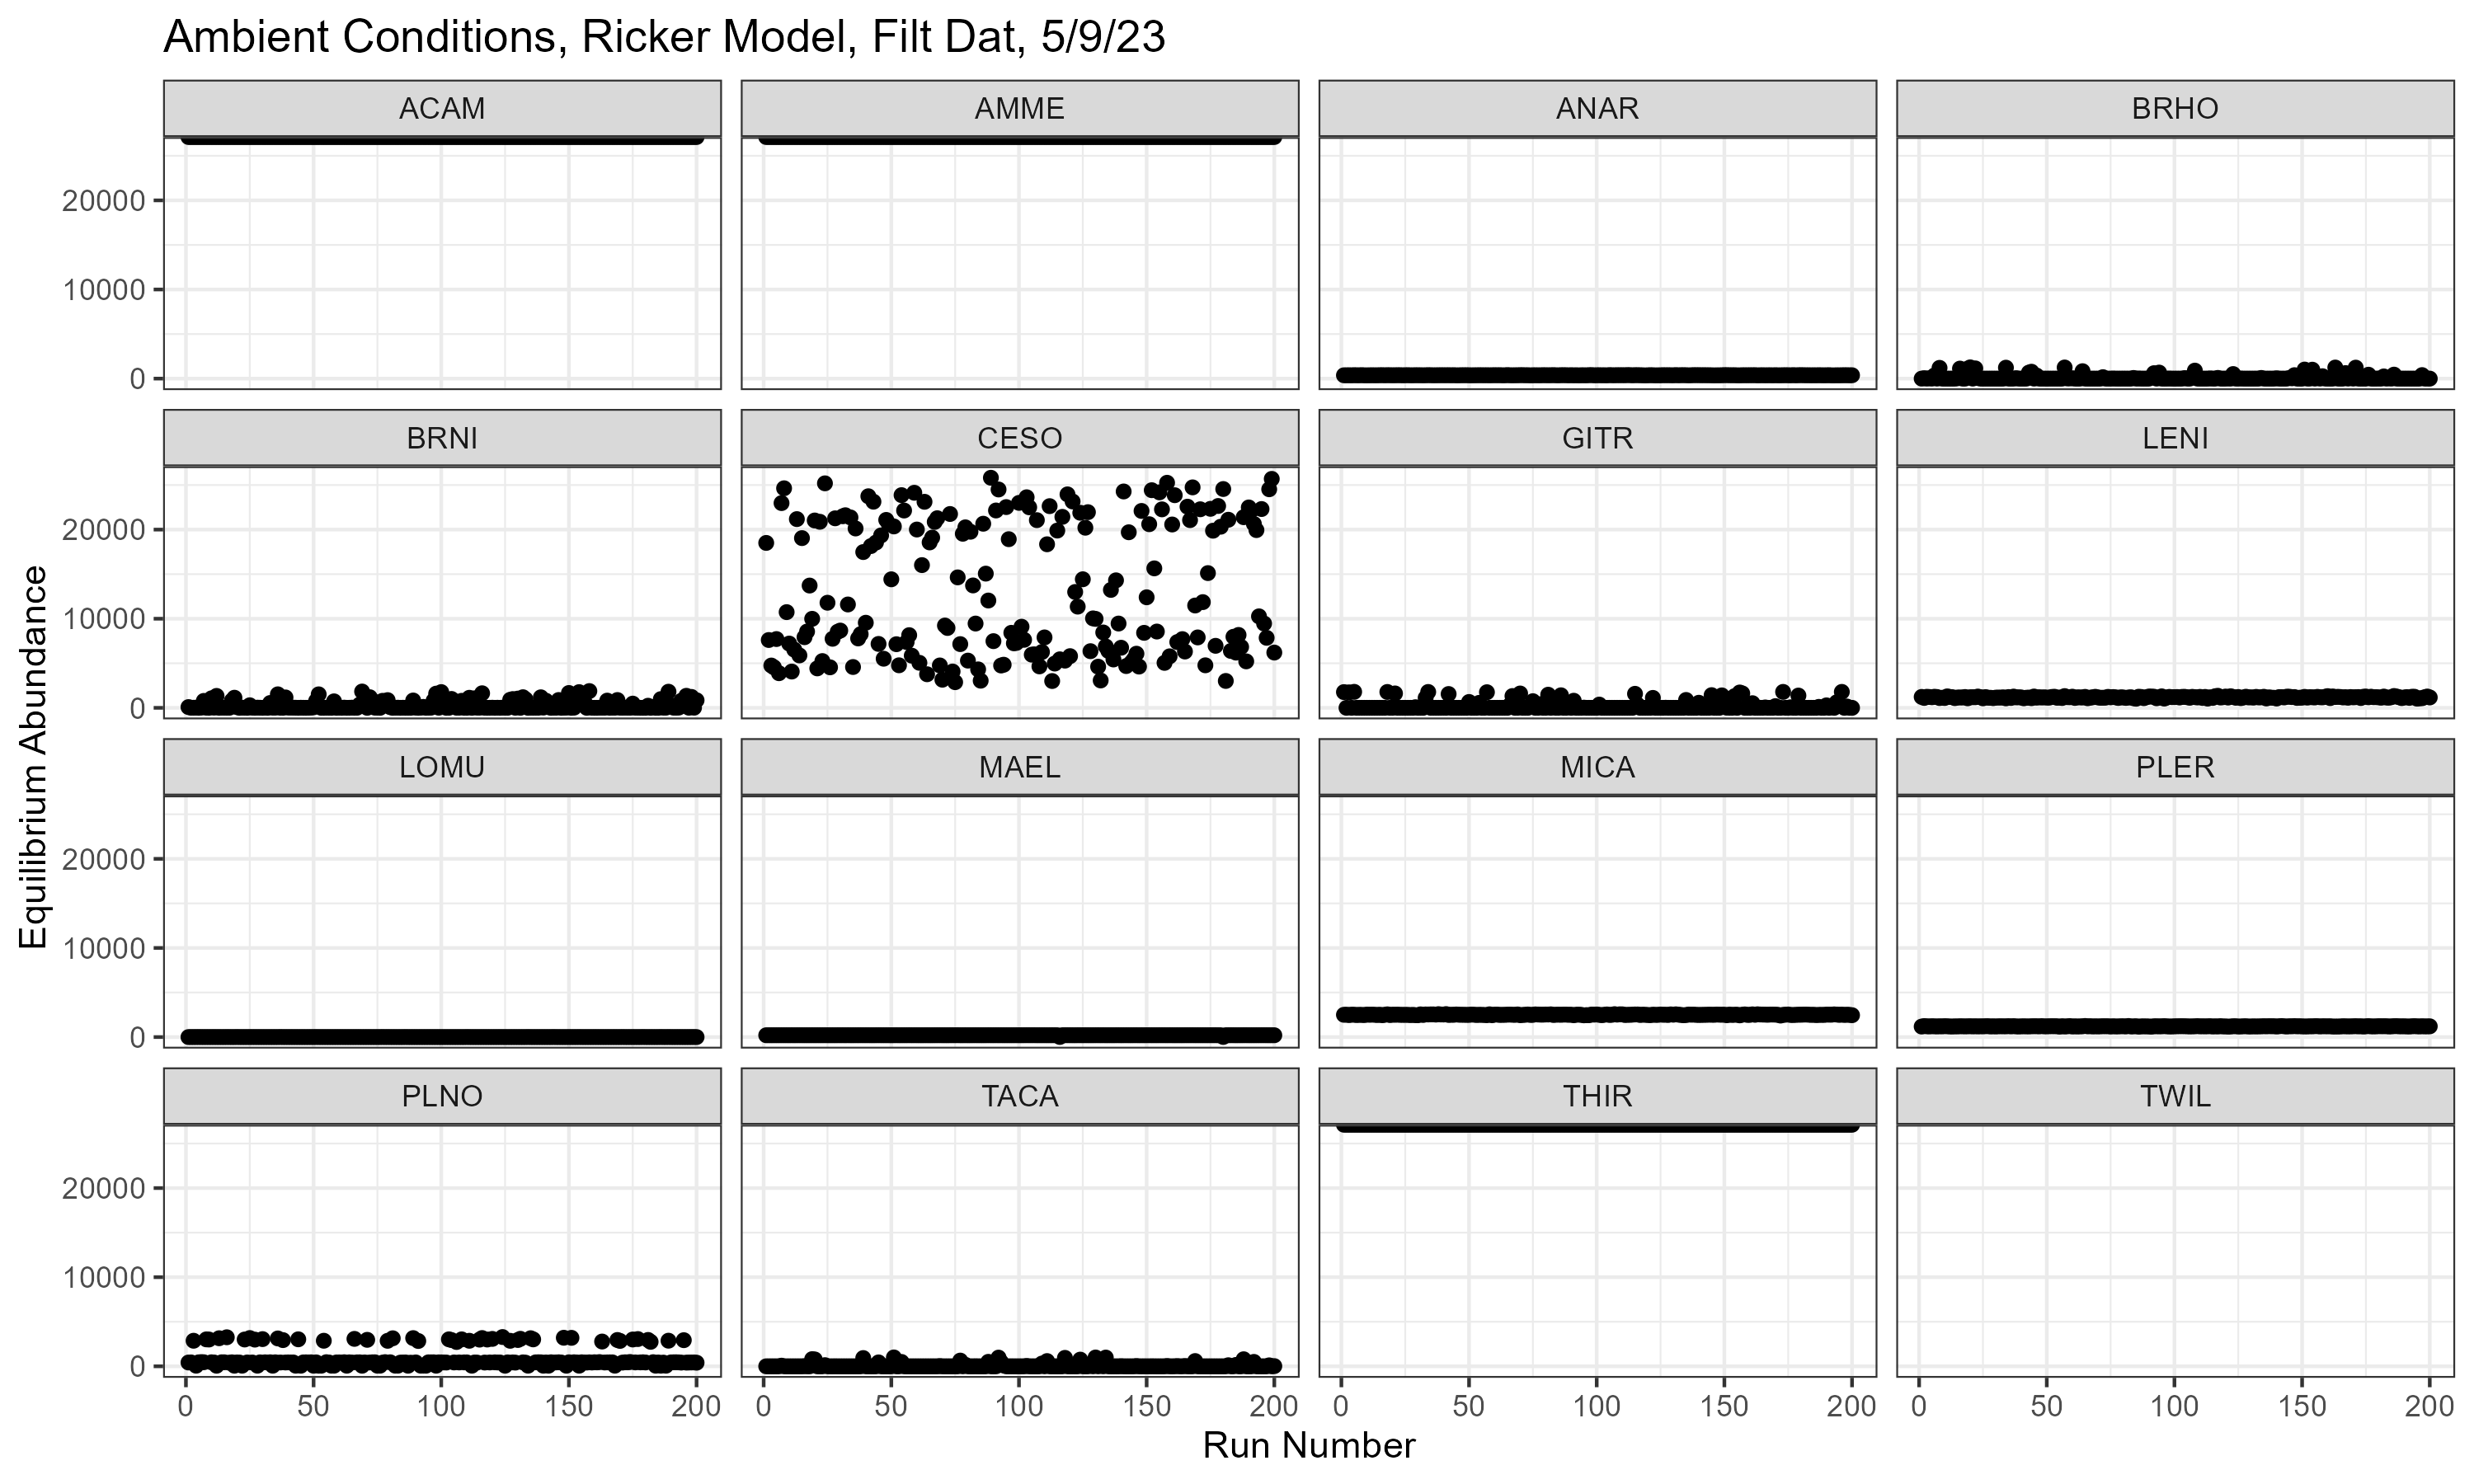 Ambient Conditions, Ricker Model, Filt Dat, 5/9/23
ACAM AMME ANAR BRHO
20000
10000
0
BRNI CESO GITR LENI
20000
10000
0
LOMU MAEL MICA PLER
20000
10000
0
PLNO TACA THIR TWIL
20000
10000
0
0 50 100 150 200 0 50 100 150 200 0 50 100 150 200 0 50 100 150 200
Run Number
Equilibrium Abundance